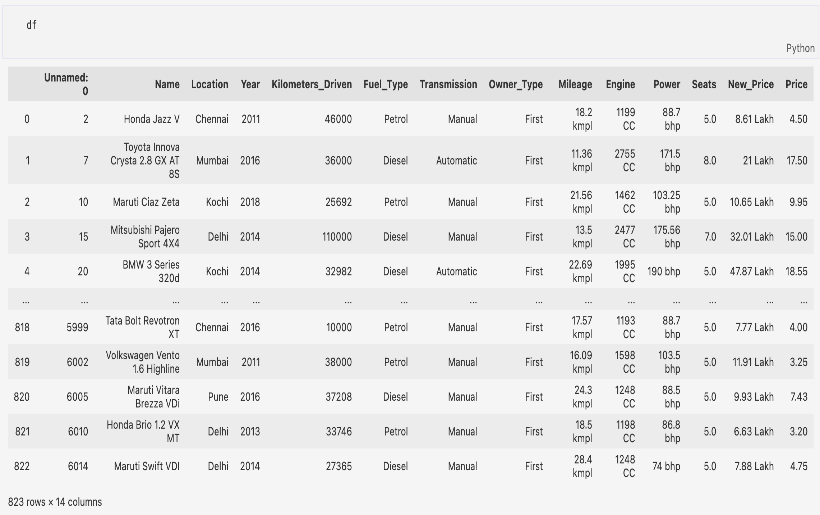 df
Python
Unnamed: 0 Name Location Year Kilometers_Driven Fuel_Type Transmission Owner_Type Mileage Engine Power Seats New_Price Price
0 2 Honda Jazz V Chennai 2011 46000 Petrol Manual First 18.2 kmpl 1199 CC 88.7 bhp 5.0 8.61 Lakh 4.50
1 7 Toyota Innova Crysta 2.8 GX AT 8S Mumbai 2016 36000 Diesel Automatic First 11.36 kmpl 2755 CC 171.5 bhp 8.0 21 Lakh 17.50
2 10 Maruti Ciaz Zeta Kochi 2018 25692 Petrol Manual First 21.56 kmpl 1462 CC 103.25 bhp 5.0 10.65 Lakh 9.95
3 15 Mitsubishi Pajero Sport 4X4 Delhi 2014 110000 Diesel Manual First 13.5 kmpl 2477 CC 175.56 bhp 7.0 32.01 Lakh 15.00
4 20 BMW 3 Series 320d Kochi 2014 32982 Diesel Automatic First 22.69 kmpl 1995 CC 190 bhp 5.0 47.87 Lakh 18.55
... ... ... ... ... ... ... ... ... ... ... ... ... ... ...
818 5999 Tata Bolt Revotron XT Chennai 2016 10000 Petrol Manual First 17.57 kmpl 1193 CC 88.7 bhp 5.0 7.77 Lakh 4.00
819 6002 Volkswagen Vento 1.6 Highline Mumbai 2011 38000 Petrol Manual First 16.09 kmpl 1598 CC 103.5 bhp 5.0 11.91 Lakh 3.25
820 6005 Maruti Vitara Brezza VDi Pune 2016 37208 Diesel Manual First 24.3 kmpl 1248 CC 88.5 bhp 5.0 9.93 Lakh 7.43
821 6010 Honda Brio 1.2 VX MT Delhi 2013 33746 Petrol Manual First 18.5 kmpl 1198 CC 86.8 bhp 5.0 6.63 Lakh 3.20
822 6014 Maruti Swift VDI Delhi 2014 27365 Diesel Manual First 28.4 kmpl 1248 CC 74 bhp 5.0 7.88 Lakh 4.75
823 rows × 14 columns